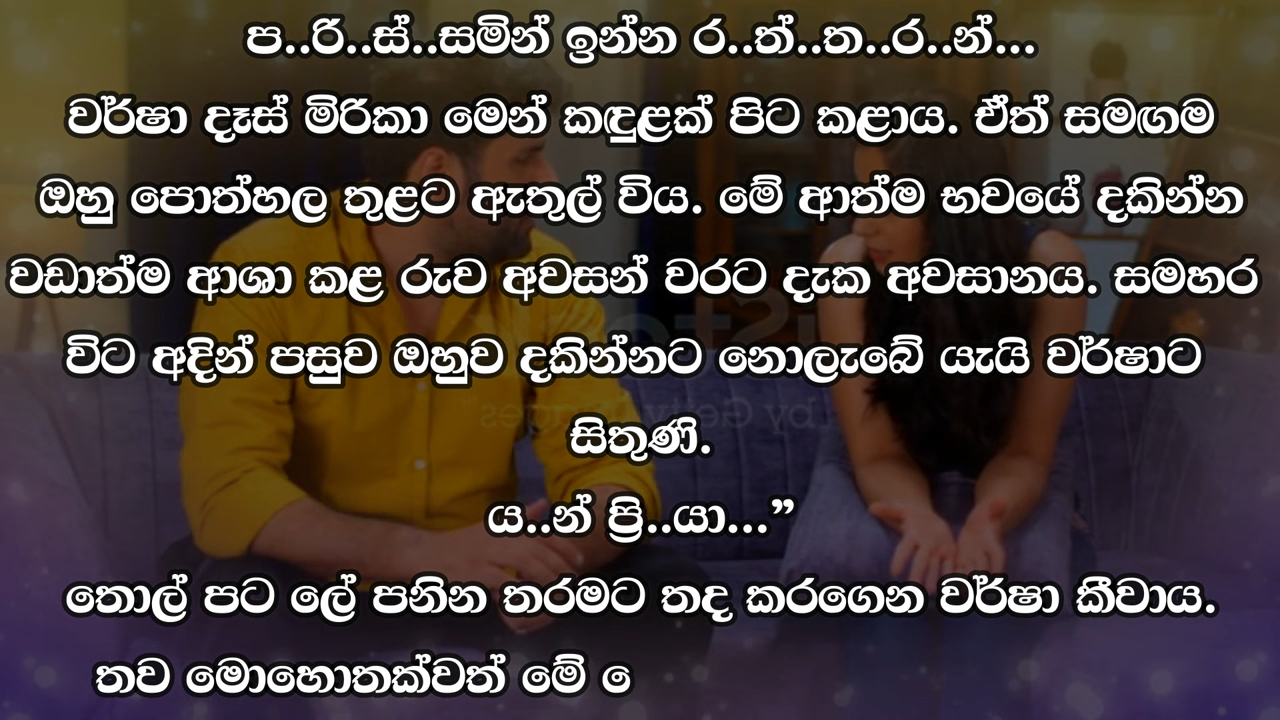 ප..රි..ස්..සමින් ඉන්න ර..ත්..ත..ර..න්...
වර්ෂා දෑස් මිරිකා මෙන් කඳුළක් පිට කළාය. ඒත් සමඟම
ඔහු පොත්හල තුළට ඇතුල් විය. මේ ආත්ම භවයේ දකින්න
වඩාත්ම ආශා කළ රුව අවසන් වරට දැක අවසානය. සමහර
විට අදින් පසුව ඔහුව දකින්නට නොලැබේ යැයි වර්ෂාට
සිතුණි.
ය..න් ප්‍රි..යා...”
තොල් පට ලේ පනින තරමට තද කරගෙන වර්ෂා කීවාය.
තව මොහොතක්වත් මේ ෙ